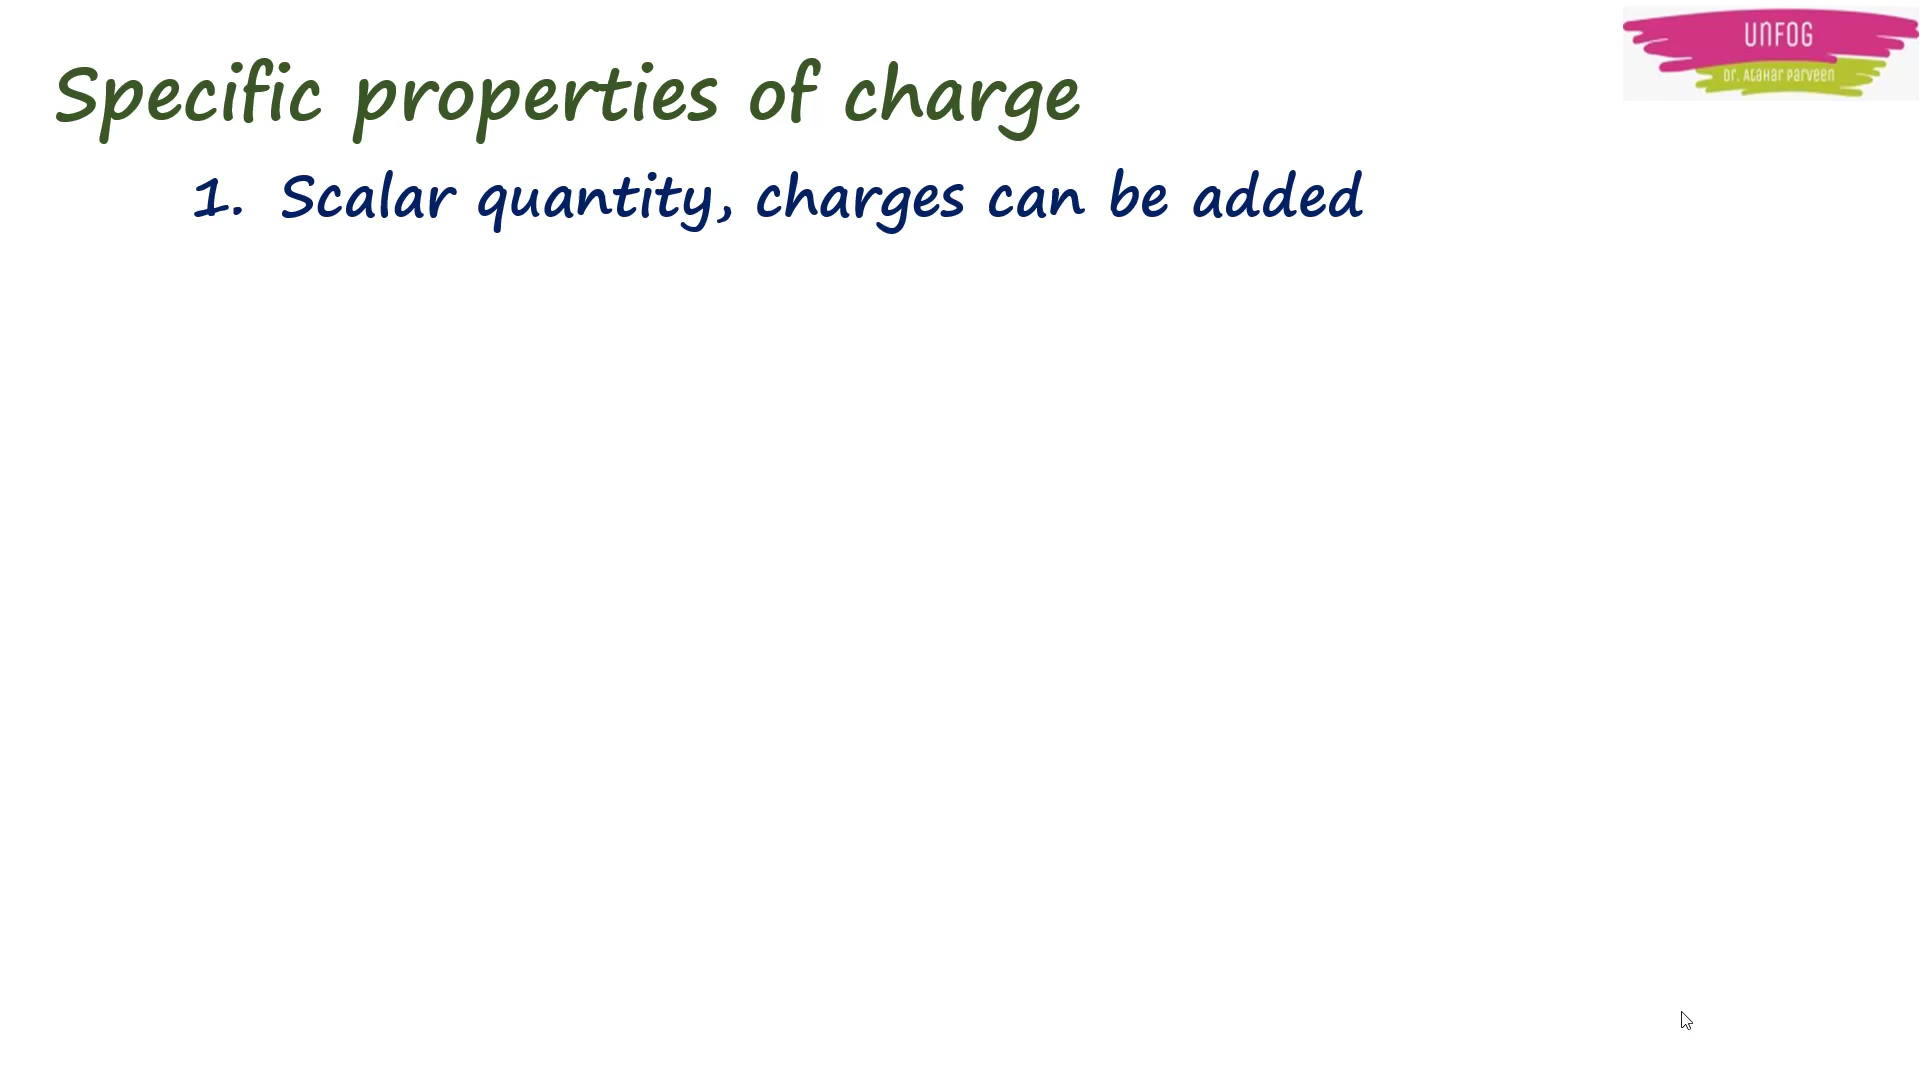 UNFOG
Dr. Atahar Parveen
Specific properties of charge
1. Scalar quantity, charges can be added